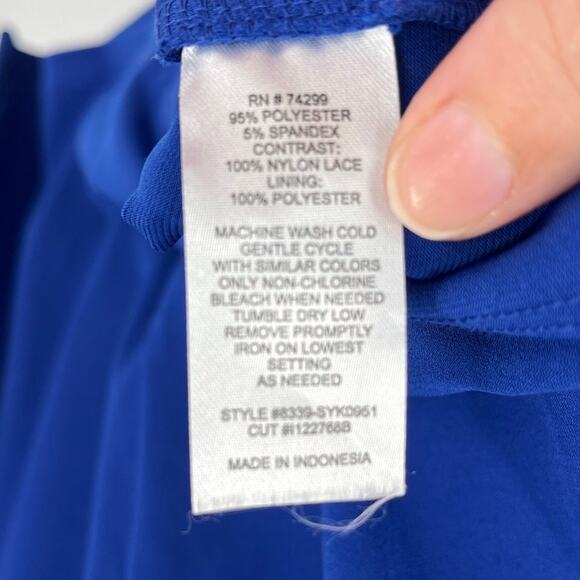 RN # 74299
95% POLYESTER
5% SPANDEX
CONTRAST:
100% NYLON LACE
LINING:
100% POLYESTER
MACHINE WASH COLD
GENTLE CYCLE
WITH SIMILAR COLORS
ONLY NON-CHLORINE
BLEACH WHEN NEEDED
TUMBLE DRY LOW
REMOVE PROMPTLY
IRON ON LOWEST
SETTING
AS NEEDED
STYLE #8339-SYK0951
CUT #I122768B
MADE IN INDONESIA